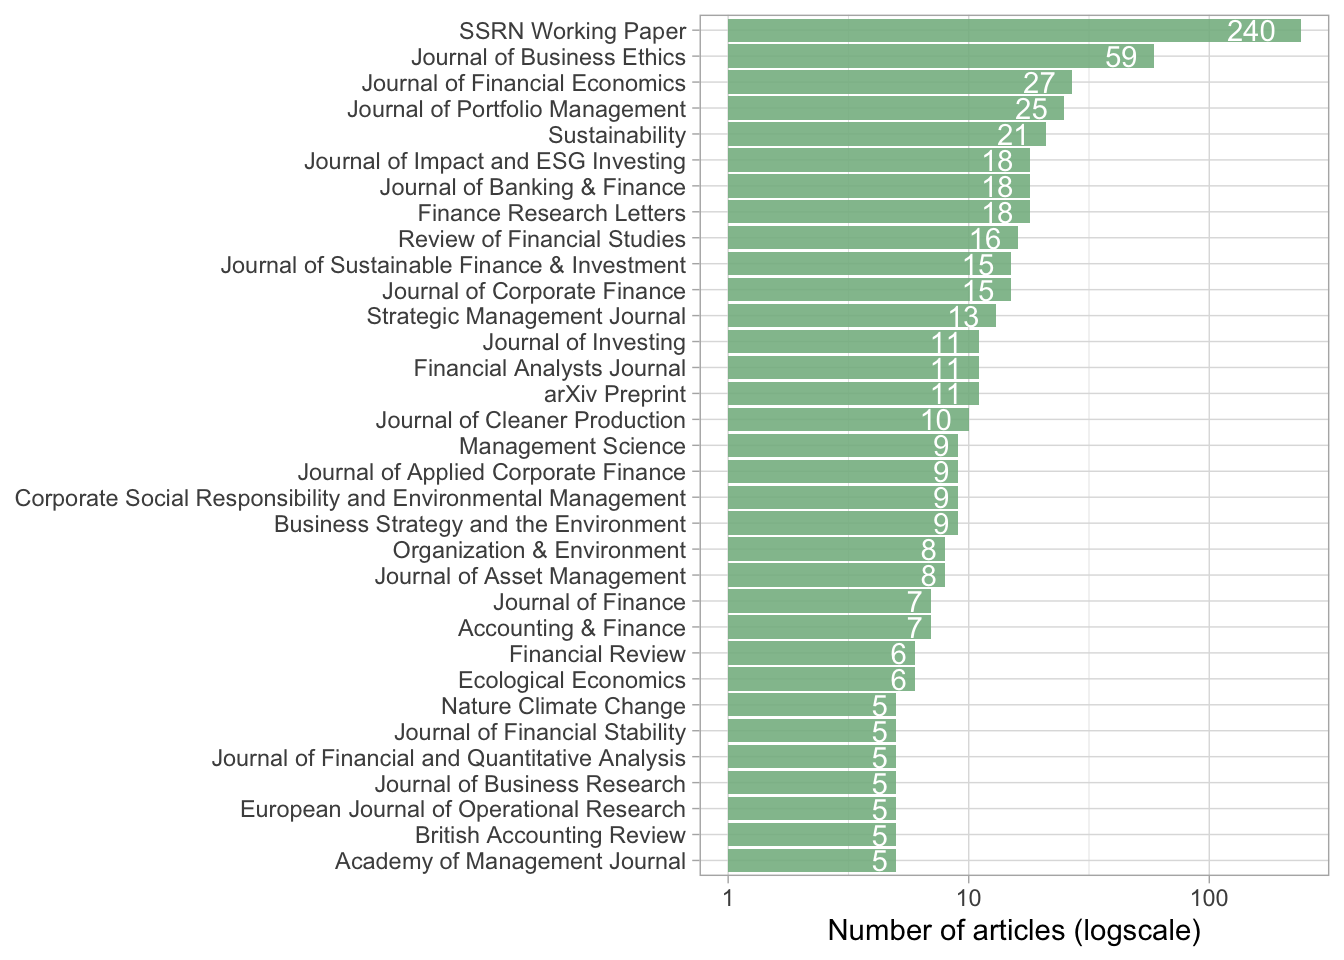 SSRN Working Paper 240
Journal of Business Ethics 59
Journal of Financial Economics 27
Journal of Portfolio Management 25
Sustainability 21
Journal of Impact and ESG Investing 18
Journal of Banking & Finance 18
Finance Research Letters 18
Review of Financial Studies 16
Journal of Sustainable Finance & Investment 15
Journal of Corporate Finance 15
Strategic Management Journal 13
Journal of Investing 11
Financial Analysts Journal 11
arXiv Preprint 11
Journal of Cleaner Production 10
Management Science 9
Journal of Applied Corporate Finance 9
Corporate Social Responsibility and Environmental Management 9
Business Strategy and the Environment 9
Organization & Environment 8
Journal of Asset Management 8
Journal of Finance 7
Accounting & Finance 7
Financial Review 6
Ecological Economics 6
Nature Climate Change 5
Journal of Financial Stability 5
Journal of Financial and Quantitative Analysis 5
Journal of Business Research 5
European Journal of Operational Research 5
British Accounting Review 5
Academy of Management Journal 5
1 10 100
Number of articles (logscale)